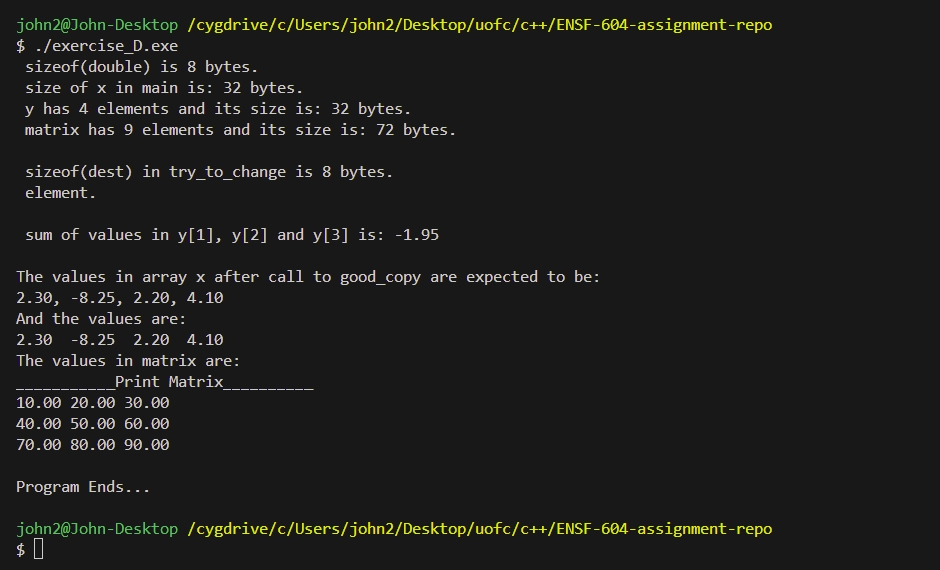 john2@John-Desktop /cygdrive/c/Users/john2/Desktop/uofc/c++/ENSF-604-assignment-repo
$ ./exercise_D.exe
sizeof(double) is 8 bytes.
size of x in main is: 32 bytes.
y has 4 elements and its size is: 32 bytes.
matrix has 9 elements and its size is: 72 bytes.
sizeof(dest) in try_to_change is 8 bytes.
element.
sum of values in y[1], y[2] and y[3] is: -1.95
The values in array x after call to good_copy are expected to be:
2.30, -8.25, 2.20, 4.10
And the values are:
2.30  -8.25  2.20  4.10
The values in matrix are:
___________Print Matrix__________
10.00 20.00 30.00
40.00 50.00 60.00
70.00 80.00 90.00
Program Ends...
john2@John-Desktop /cygdrive/c/Users/john2/Desktop/uofc/c++/ENSF-604-assignment-repo
$